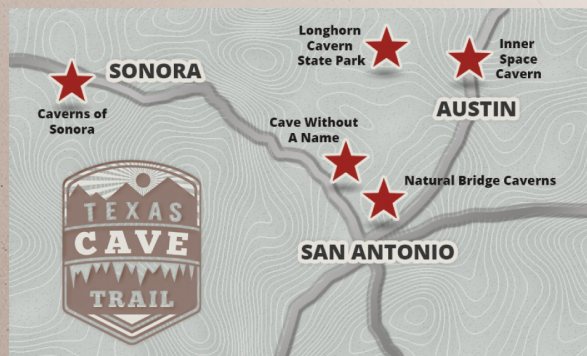 Longhorn
Cavern
State Park
Inner
Space
Cavern
SONORA
Caverns of
Sonora
AUSTIN
Cave Without
A Name
Natural Bridge Caverns
SAN ANTONIO
TEXAS
CAVE
TRAIL